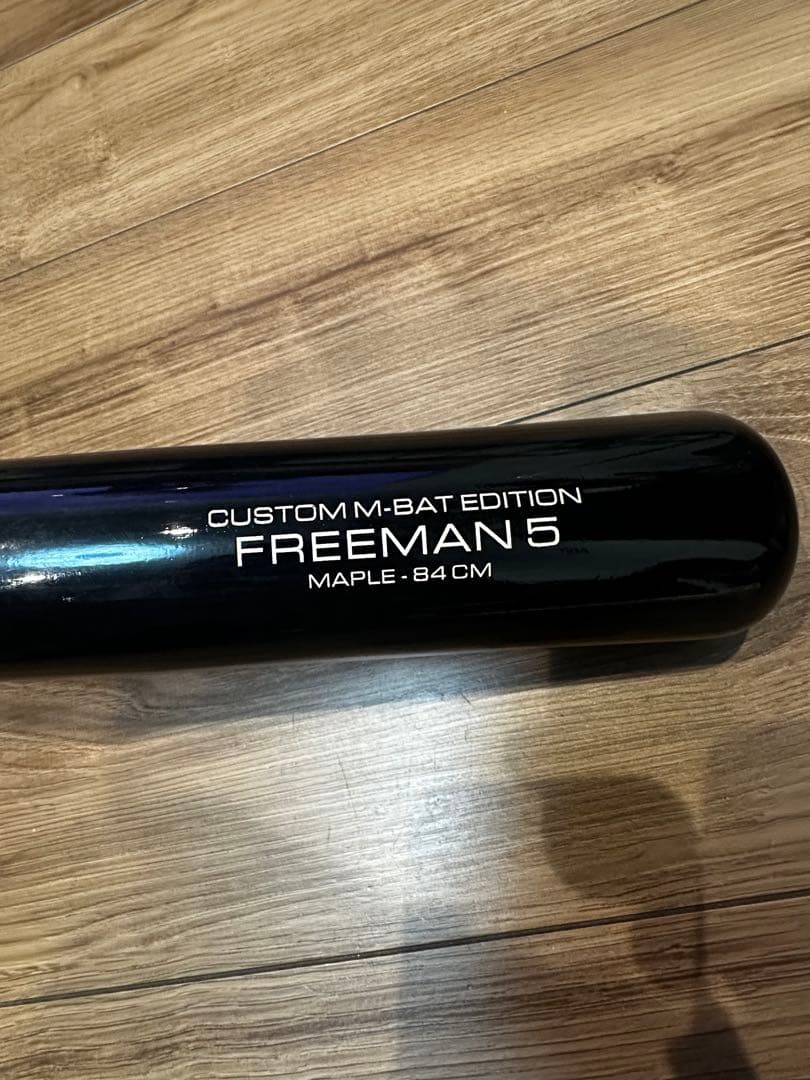 CUSTOM M-BAT EDITION
FREEMAN 5
MAPLE - 84 CM